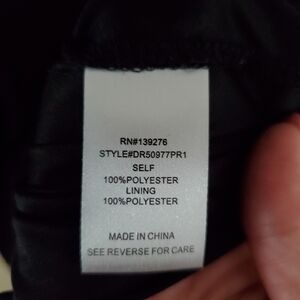 RN#139276
STYLE#DR50977PR1
SELF
100%POLYESTER
LINING
100%POLYESTER
MADE IN CHINA
SEE REVERSE FOR CARE